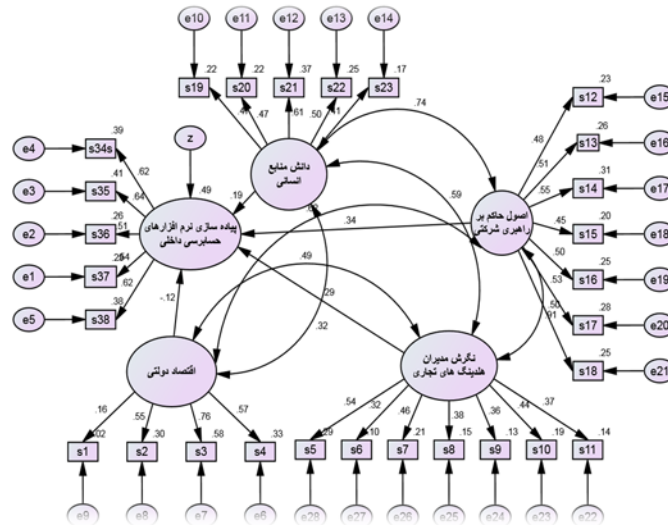 e10 e11 e12 e13 e14
.22 .22 .37 .25 .17
s19 s20 s21 s22 s23
.47 .61 .50 .41
.74
.23
s12 e15
.48
.26
s13 e16
.51
.31
s14 e17
.55
.20
s15 e18
.45
.25
s16 e19
.50
.28
s17 e20
.53
.25
s18 e21
.50
.91
اصول حاکم بر
راهبری شرکتی
دانش منابع
انسانی
z
.39
e4 s34s
.62
.41
e3 s35
.64
.26
e2 s36
.51
e1 s37
.38
e5 s38
.62
.49
.19
پیاده سازی نرم افزارهای
حسابرسی داخلی
.34
.59
.49
.29
.32
-.12
اقتصاد دولتی
نگرش مدیران
هلدینگ های تجاری
.16 .55 .76 .57
.02 .30 .58 .33
s1 s2 s3 s4
e9 e8 e7 e6
.54 .32 .46 .38 .36 .44 .37
.29 .10 .21 .15 .13 .19 .14
s5 s6 s7 s8 s9 s10 s11
e28 e27 e26 e25 e24 e23 e22